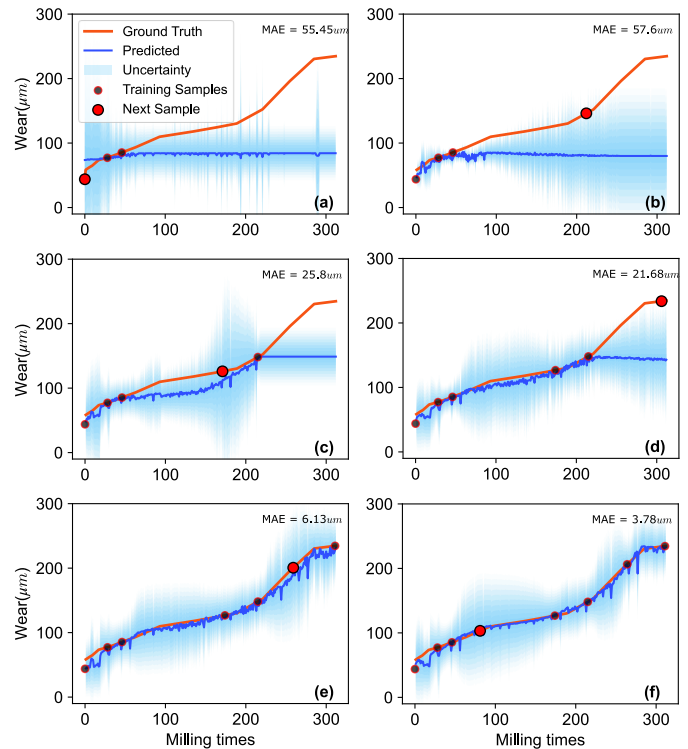 300
200
100
0
Wear(μm)
Ground Truth
Predicted
Uncertainty
Training Samples
Next Sample
MAE = 55.45um
(a)
0 100 200 300
300
200
100
0
MAE = 57.6um
(b)
0 100 200 300
300
200
100
0
Wear(μm)
MAE = 25.8um
(c)
0 100 200 300
300
200
100
0
MAE = 21.68um
(d)
0 100 200 300
300
200
100
0
Wear(μm)
MAE = 6.13um
(e)
0 100 200 300
Milling times
300
200
100
0
MAE = 3.78um
(f)
0 100 200 300
Milling times